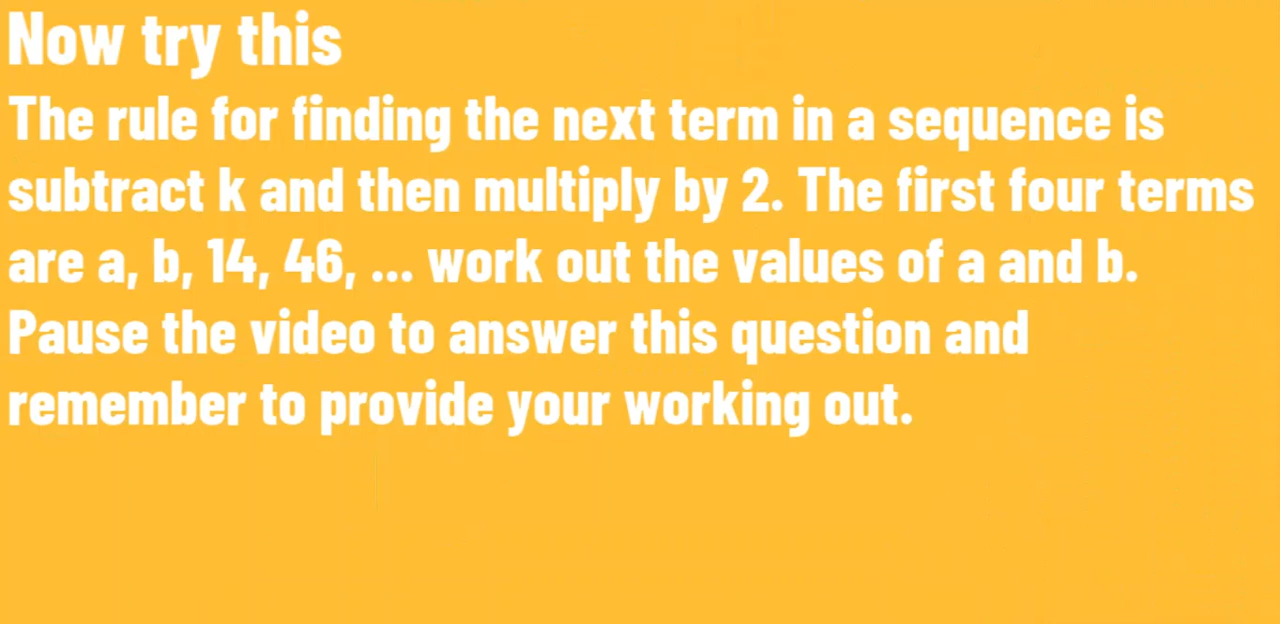 Now try this
The rule for finding the next term in a sequence is
subtract k and then multiply by 2. The first four terms
are a, b, 14, 46, ... work out the values of a and b.
Pause the video to answer this question and
remember to provide your working out.